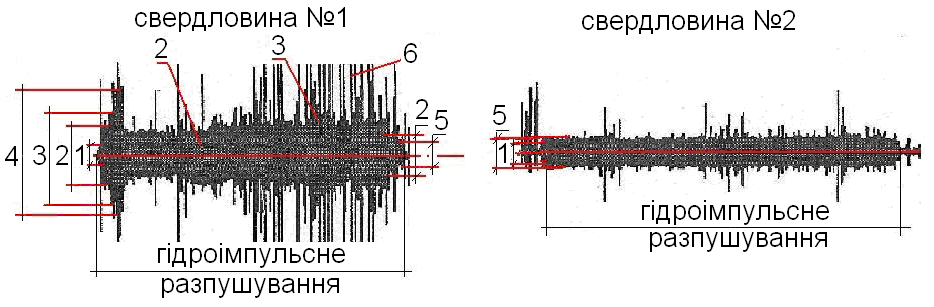 свердловина №1
свердловина №2
2
3
6
2
5
4
3
2
1
5
1
гідроімпульсне
разпушування
гідроімпульсне
разпушування